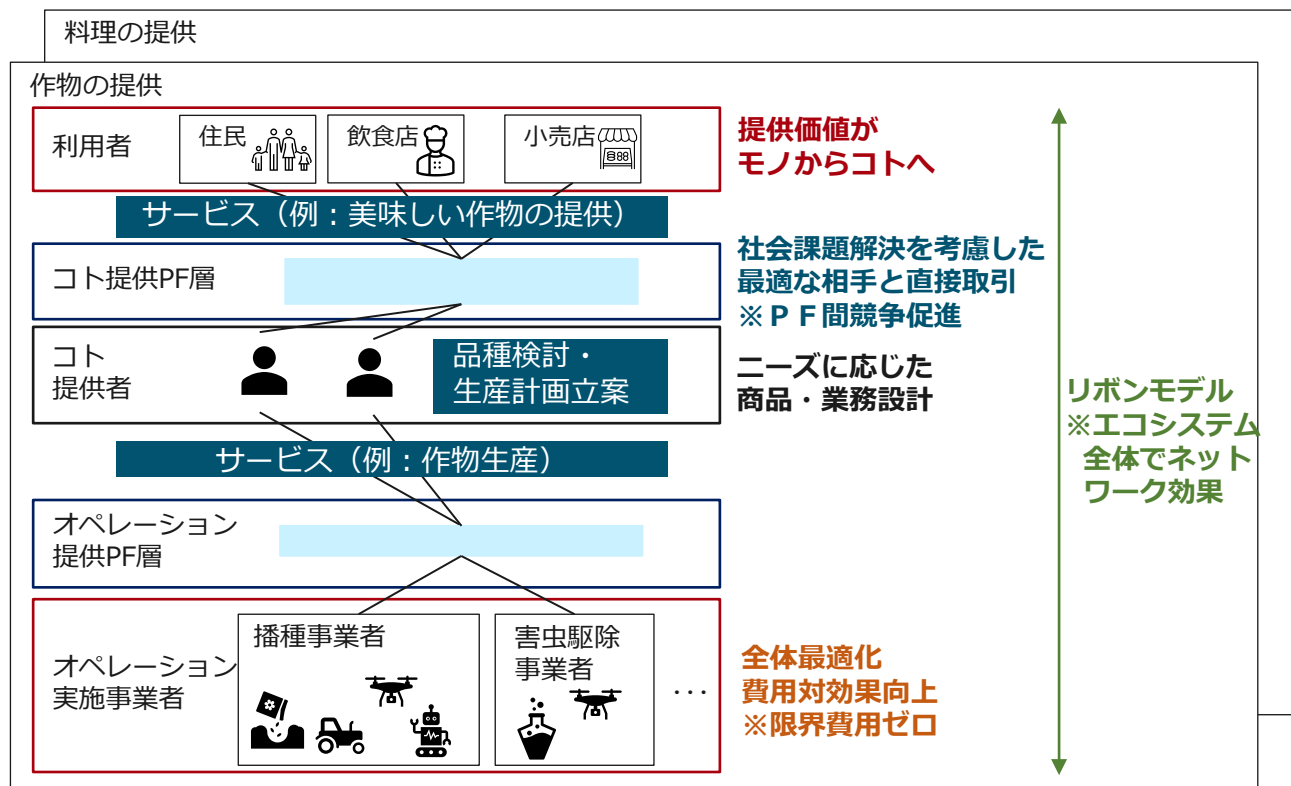 料理の提供
作物の提供
利用者
住民
飲食店
小売店
提供価値が
モノからコトへ
サービス（例：美味しい作物の提供）
コト提供PF層
社会課題解決を考慮した
最適な相手と直接取引
※ＰＦ間競争促進
コト
提供者
品種検討・
生産計画立案
ニーズに応じた
商品・業務設計
リボンモデル
※エコシステム
全体でネット
ワーク効果
サービス（例：作物生産）
オペレーション
提供PF層
オペレーション
実施事業者
播種事業者
害虫駆除
事業者
･･･
全体最適化
費用対効果向上
※限界費用ゼロ